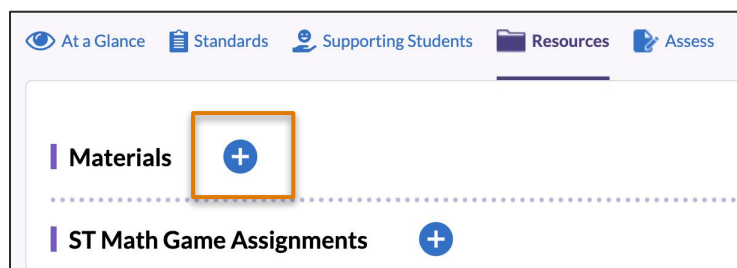 At a Glance Standards Supporting Students Resources Assess
Materials
ST Math Game Assignments